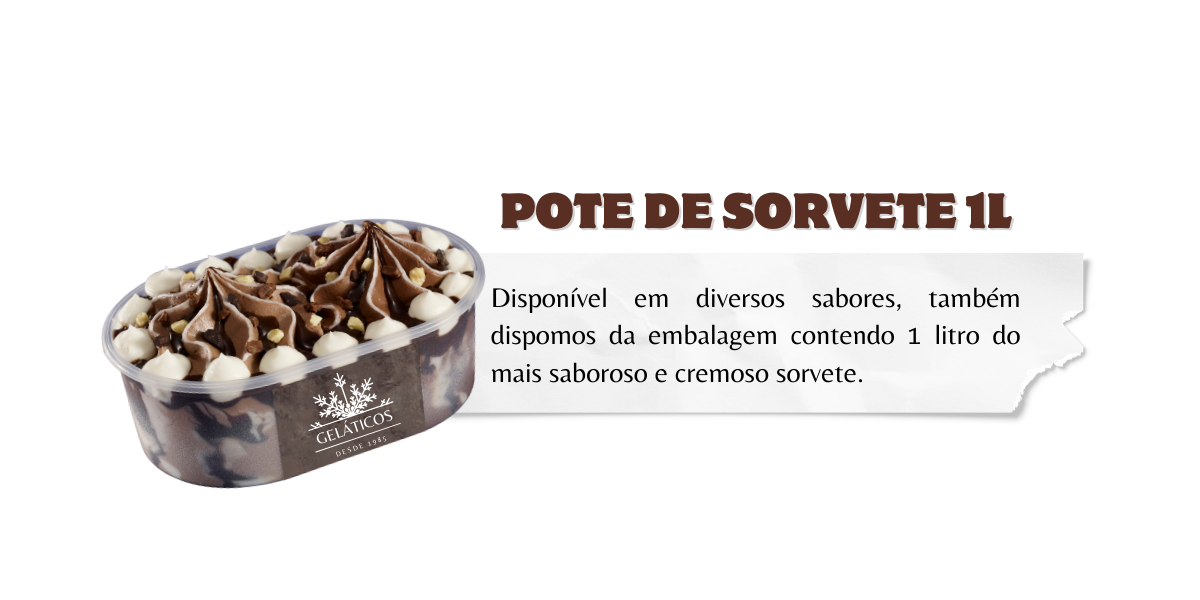 POTE DE SORVETE 1L
Disponível em diversos sabores, também
dispomos da embalagem contendo 1 litro do
mais saboroso e cremoso sorvete.
GELÁTICOS
DESDE 1985